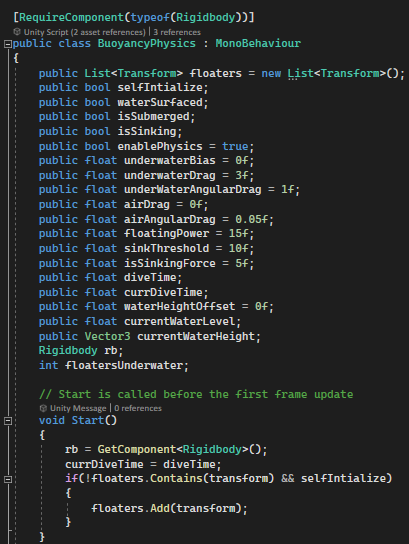 [RequireComponent(typeof(Rigidbody))]
Unity Script (2 asset references) | 3 references
public class BuoyancyPhysics : MonoBehaviour
{
public List<Transform> floaters = new List<Transform>();
public bool selfIntialize;
public bool waterSurfaced;
public bool isSubmerged;
public bool isSinking;
public bool enablePhysics = true;
public float underwaterBias = 0f;
public float underwaterDrag = 3f;
public float underWaterAngularDrag = 1f;
public float airDrag = 0f;
public float airAngularDrag = 0.05f;
public float floatingPower = 15f;
public float sinkThreshold = 10f;
public float isSinkingForce = 5f;
public float diveTime;
public float currDiveTime;
public float waterHeightOffset = 0f;
public float currentWaterLevel;
public Vector3 currentWaterHeight;
Rigidbody rb;
int floatersUnderwater;
// Start is called before the first frame update
Unity Message | 0 references
void Start()
{
rb = GetComponent<Rigidbody>();
currDiveTime = diveTime;
if(!floaters.Contains(transform) && selfIntialize)
{
floaters.Add(transform);
}
}